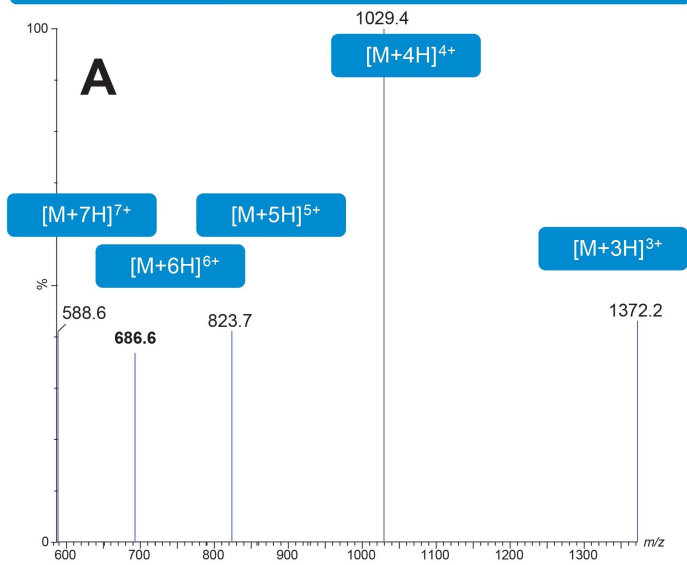 1029.4
100
[M+4H]4+
A
[M+7H]7+
[M+5H]5+
[M+6H]6+
[M+3H]3+
%
588.6
686.6
823.7
1372.2
0
600 700 800 900 1000 1100 1200 1300 m/z